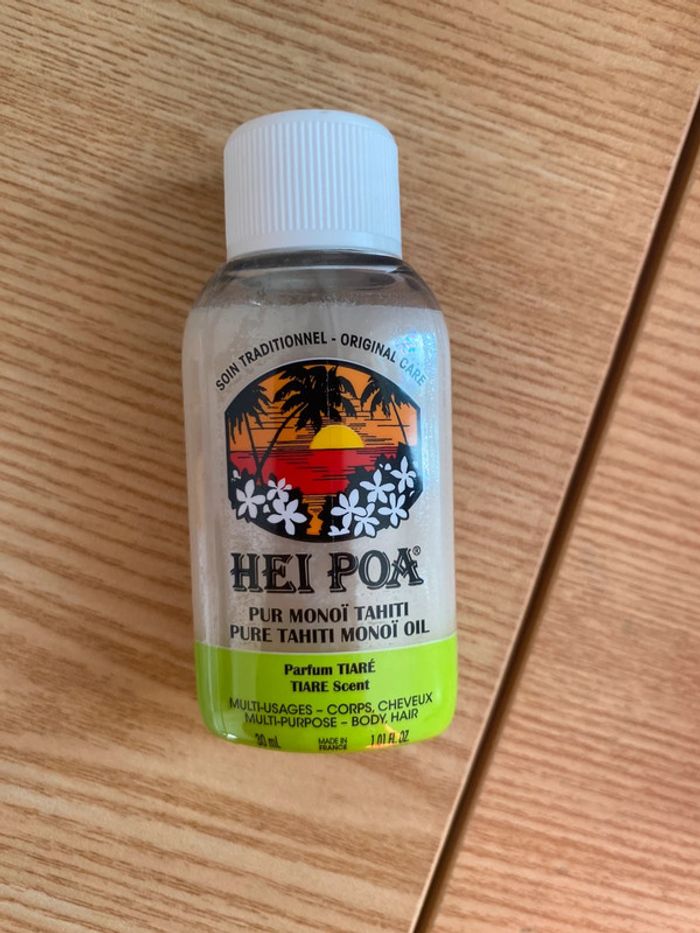 SOIN TRADITIONNEL - ORIGINAL CARE
HEI POA®
PUR MONOÏ TAHITI
PURE TAHITI MONOÏ OIL
Parfum TIARÉ
TIARE Scent
MULTI-USAGES – CORPS, CHEVEUX
MULTI-PURPOSE – BODY, HAIR
30 mL MADE IN FRANCE 1.01 FL. OZ